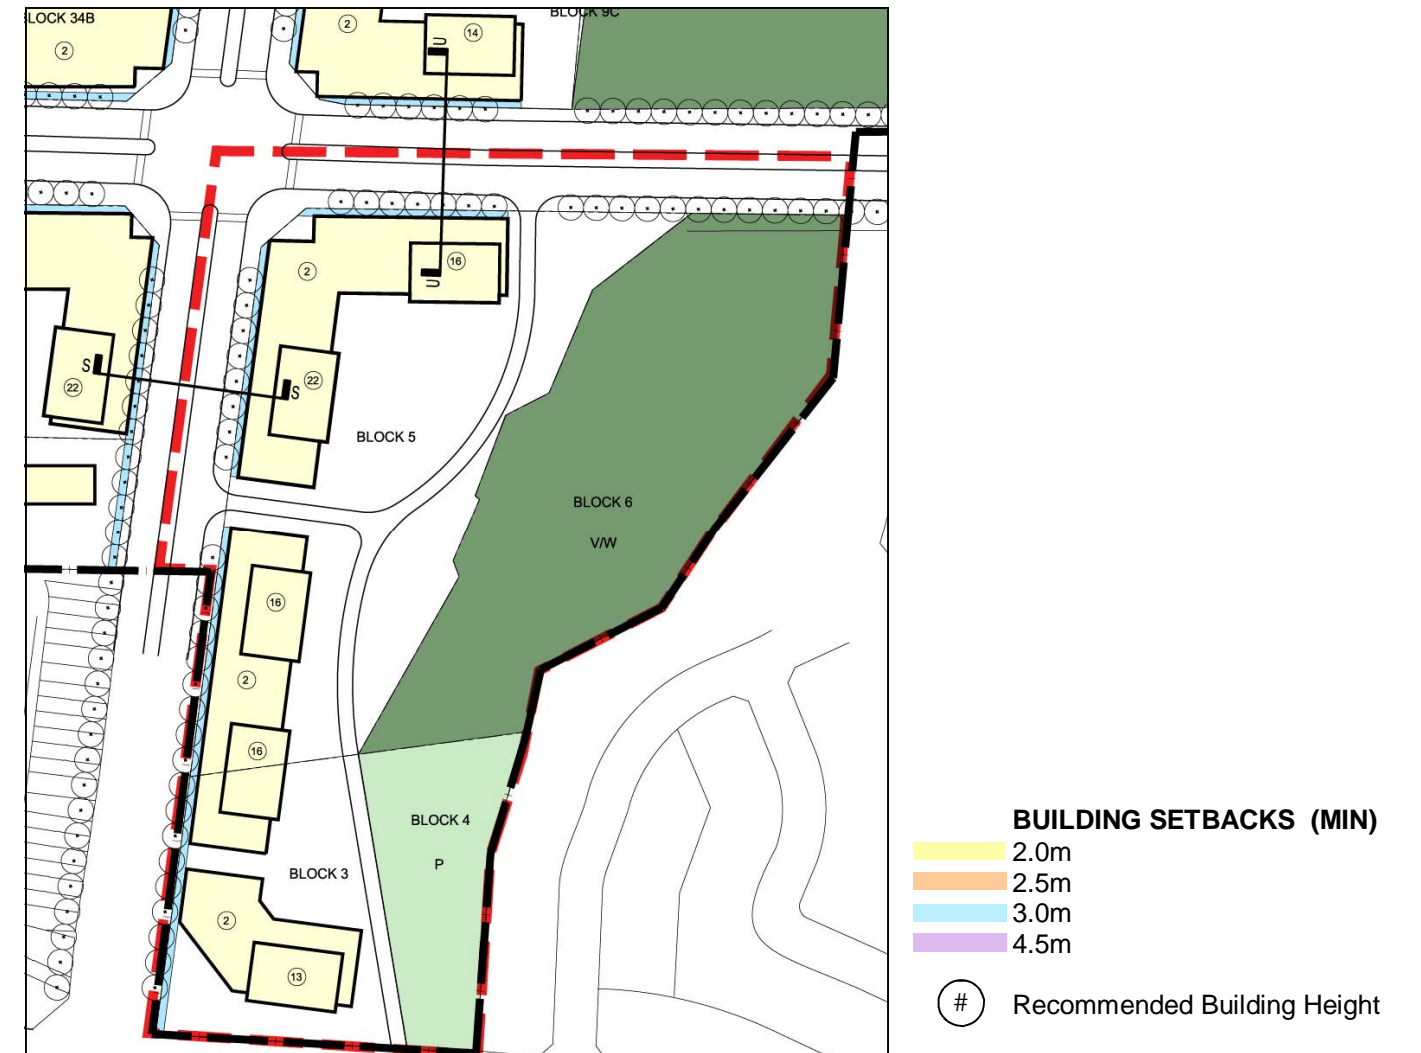 LOCK 34B
2
2
14
U
BLOCK 9C
2
16
U
S
22
S
22
BLOCK 5
BLOCK 6
V/W
16
2
16
BLOCK 4
P
BLOCK 3
2
13
BUILDING SETBACKS (MIN)
2.0m
2.5m
3.0m
4.5m
# Recommended Building Height